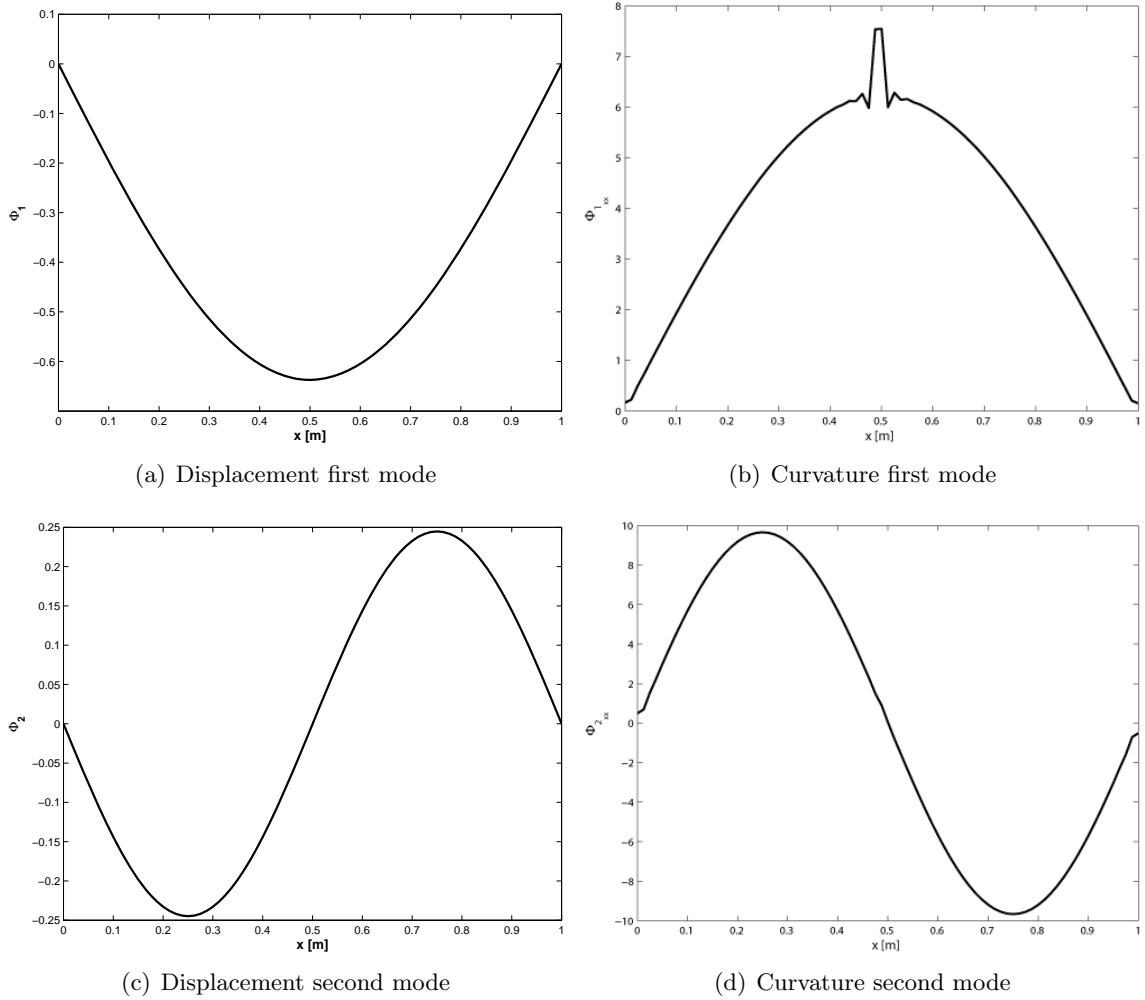 0.1
0
−0.1
−0.2
−0.3
−0.4
−0.5
−0.6
Φ1
0 0.1 0.2 0.3 0.4 0.5 0.6 0.7 0.8 0.9 1
x [m]
(a) Displacement first mode
8
7
6
5
4
3
2
1
0
Φ1xx
0 0.1 0.2 0.3 0.4 0.5 0.6 0.7 0.8 0.9 1
x [m]
(b) Curvature first mode
0.25
0.2
0.15
0.1
0.05
0
−0.05
−0.1
−0.15
−0.2
−0.25
Φ2
0 0.1 0.2 0.3 0.4 0.5 0.6 0.7 0.8 0.9 1
x [m]
(c) Displacement second mode
10
8
6
4
2
0
−2
−4
−6
−8
−10
Φ2xx
0 0.1 0.2 0.3 0.4 0.5 0.6 0.7 0.8 0.9 1
x [m]
(d) Curvature second mode